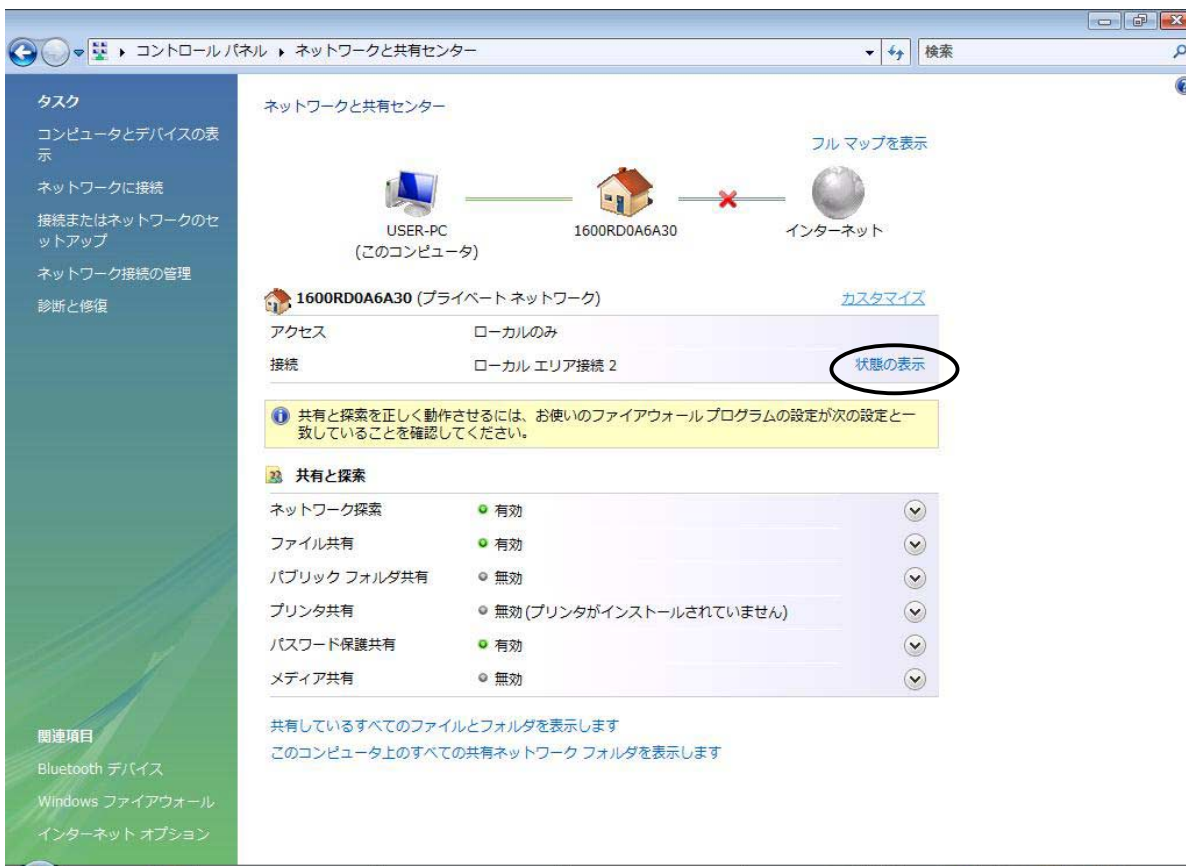 コントロール パネル ▸ ネットワークと共有センター
検索
タスク
コンピュータとデバイスの表
示
ネットワークに接続
接続またはネットワークのセ
ットアップ
ネットワーク接続の管理
診断と修復
関連項目
Bluetooth デバイス
Windows ファイアウォール
インターネット オプション
ネットワークと共有センター
フル マップを表示
USER-PC
(このコンピュータ)
1600RD0A6A30
インターネット
1600RD0A6A30 (プライベート ネットワーク)
カスタマイズ
アクセス
ローカルのみ
接続
ローカル エリア接続 2
状態の表示
共有と探索を正しく動作させるには、お使いのファイアウォール プログラムの設定が次の設定と一
致していることを確認してください。
共有と探索
ネットワーク探索
有効
ファイル共有
有効
パブリック フォルダ共有
無効
プリンタ共有
無効 (プリンタがインストールされていません)
パスワード保護共有
有効
メディア共有
無効
共有しているすべてのファイルとフォルダを表示します
このコンピュータ上のすべての共有ネットワーク フォルダを表示します